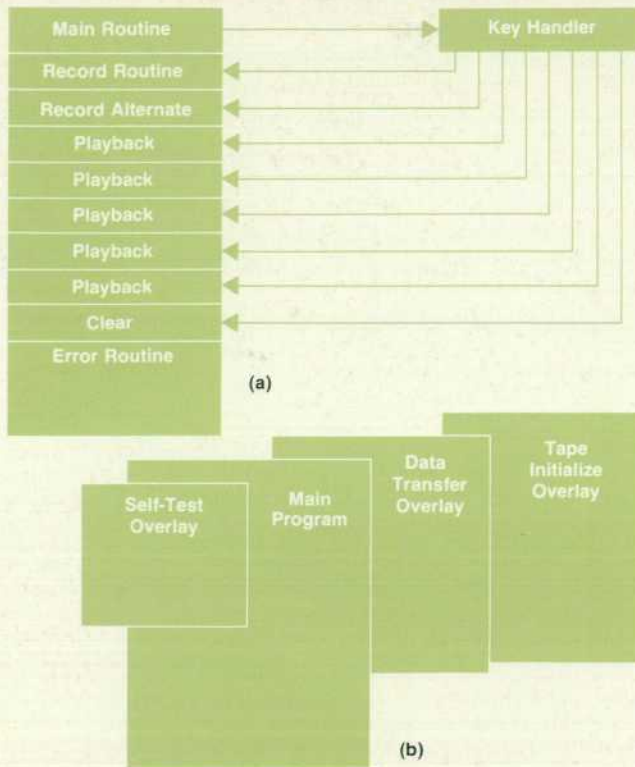 Main Routine
Key Handler
Record Routine
Record Alternate
Playback
Playback
Playback
Playback
Playback
Clear
Error Routine
(a)
Self-Test
Overlay
Main
Program
Data
Transfer
Overlay
Tape
Initialize
Overlay
(b)